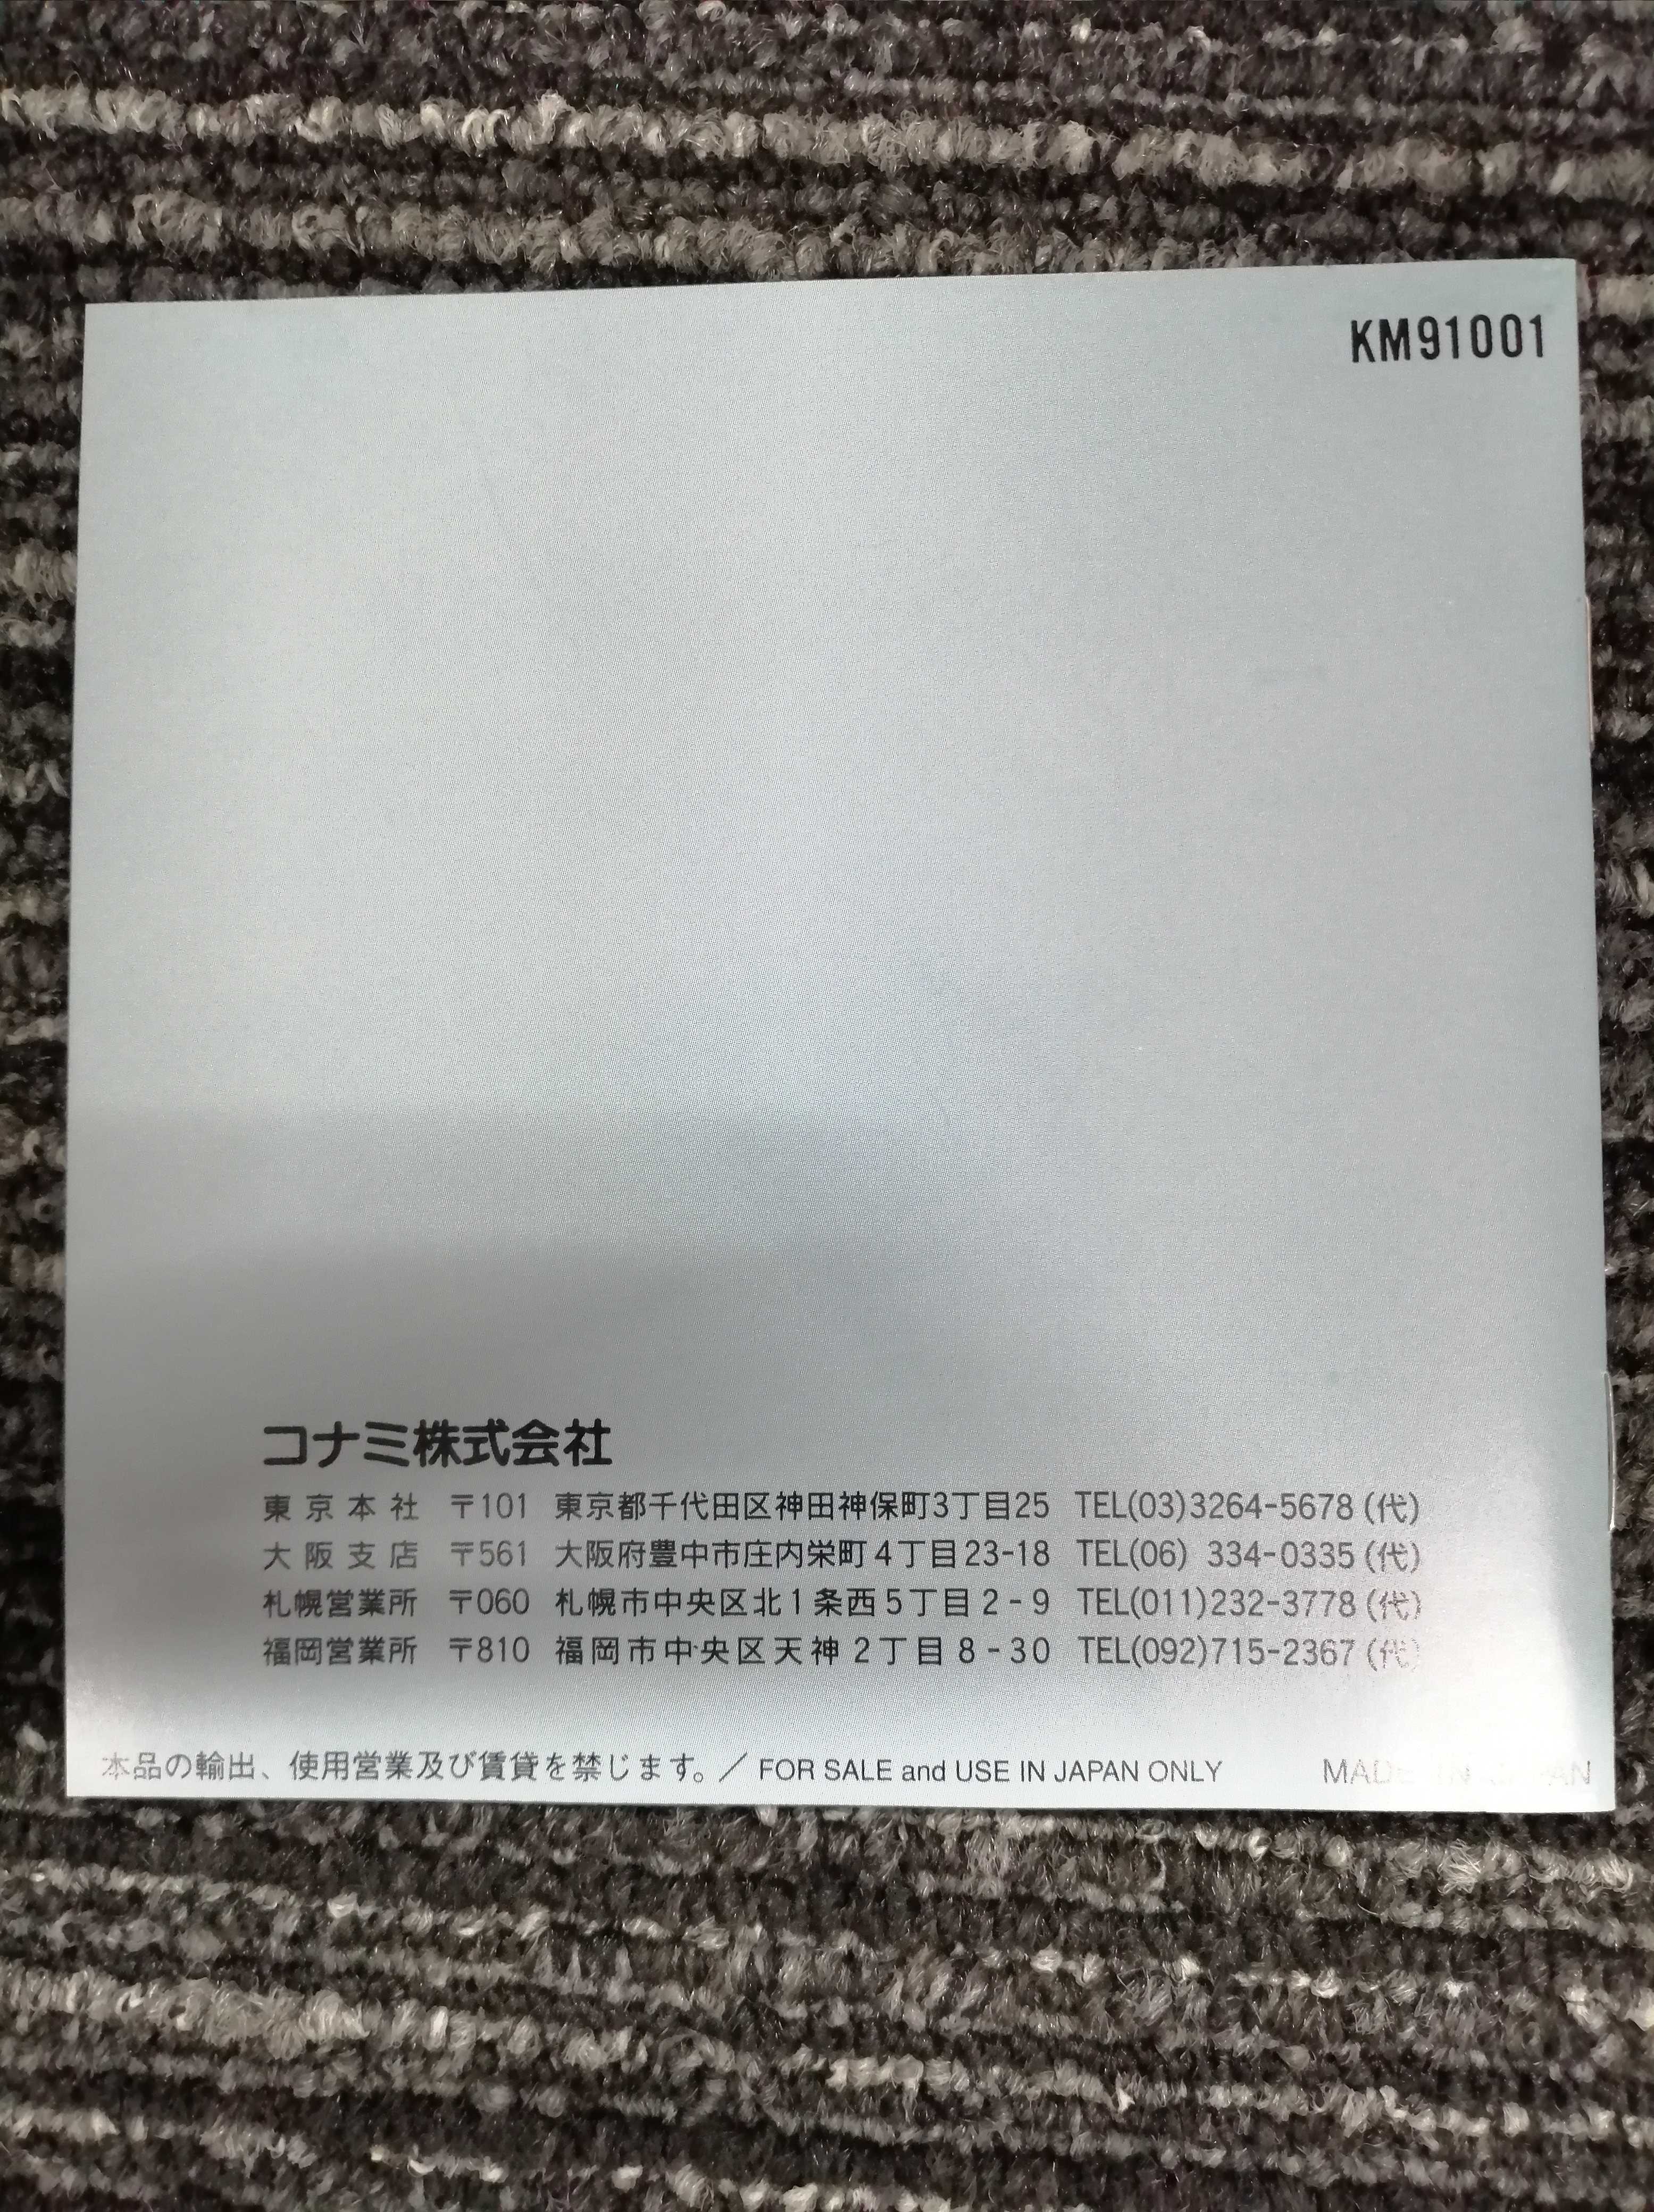 KM91001
コナミ株式会社
東京本社 〒101 東京都千代田区神田神保町3丁目25 TEL(03)3264-5678(代)
大阪支店 〒561 大阪府豊中市庄内栄町4丁目23-18 TEL(06) 334-0335(代)
札幌営業所 〒060 札幌市中央区北1条西5丁目2-9 TEL(011)232-3778(代)
福岡営業所 〒810 福岡市中央区天神2丁目8-30 TEL(092)715-2367(代)
本品の輸出、使用営業及び賃貸を禁じます。／FOR SALE and USE IN JAPAN ONLY MADE IN JAPAN